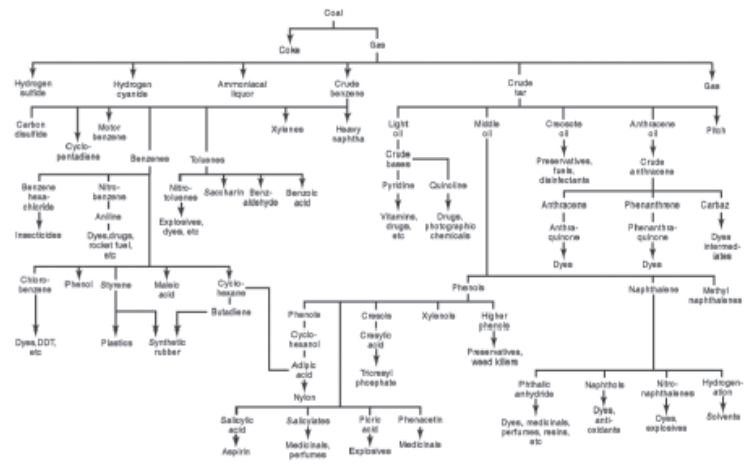 Coal
Coke
Gas
Hydrogen
sulfide
Hydrogen
cyanide
Ammoniacal
liquor
Crude
benzene
Crude
tar
Gas
Carbon
disulfide
Cyclo-
pentadiene
Motor
benzene
Benzenes
Toluenes
Xylenes
Heavy
naphtha
Light
oil
Middle
oil
Creosote
oil
Anthracene
oil
Pitch
Crude
bases
Preservatives,
fuels,
disinfectants
Crude
anthracene
Benzene
hexa-
chloride
Nitro-
benzene
Nitro-
toluenes
Saccharin
Benz-
aldehyde
Benzoic
acid
Pyridine
Quinoline
Insecticides
Aniline
Dyes,drugs,
rocket fuel,
etc
Explosives,
dyes, etc
Vitamins,
drugs,
etc
Drugs,
photographic
chemicals
Anthracene
Phenanthrene
Carbaz
Anthra-
quinone
Phenanthra-
quinone
Dyes
intermed-
iates
Dyes
Dyes
Chloro-
benzene
Phenol
Styrene
Maleic
acid
Cyclo-
hexane
Butadiene
Dyes,DDT,
etc
Plastics
Synthetic
rubber
Phenols
Naphthalene
Methyl
naphthalenes
Phenols
Cresols
Xylenols
Higher
phenols
Cyclo-
hexanol
Cresylic
acid
Preservatives,
weed killers
Adipic
acid
Tricresyl
phosphate
Nylon
Salicylic
acid
Salicylates
Picric
acid
Phenacetin
Aspirin
Medicinals,
perfumes
Explosives
Medicinals
Phthalic
anhydride
Naphthols
Nitro-
naphthalenes
Hydrogen-
ation
Dyes, medicinals,
perfumes, resins,
etc
Dyes,
anti-
oxidants
Dyes,
explosives
Solvents